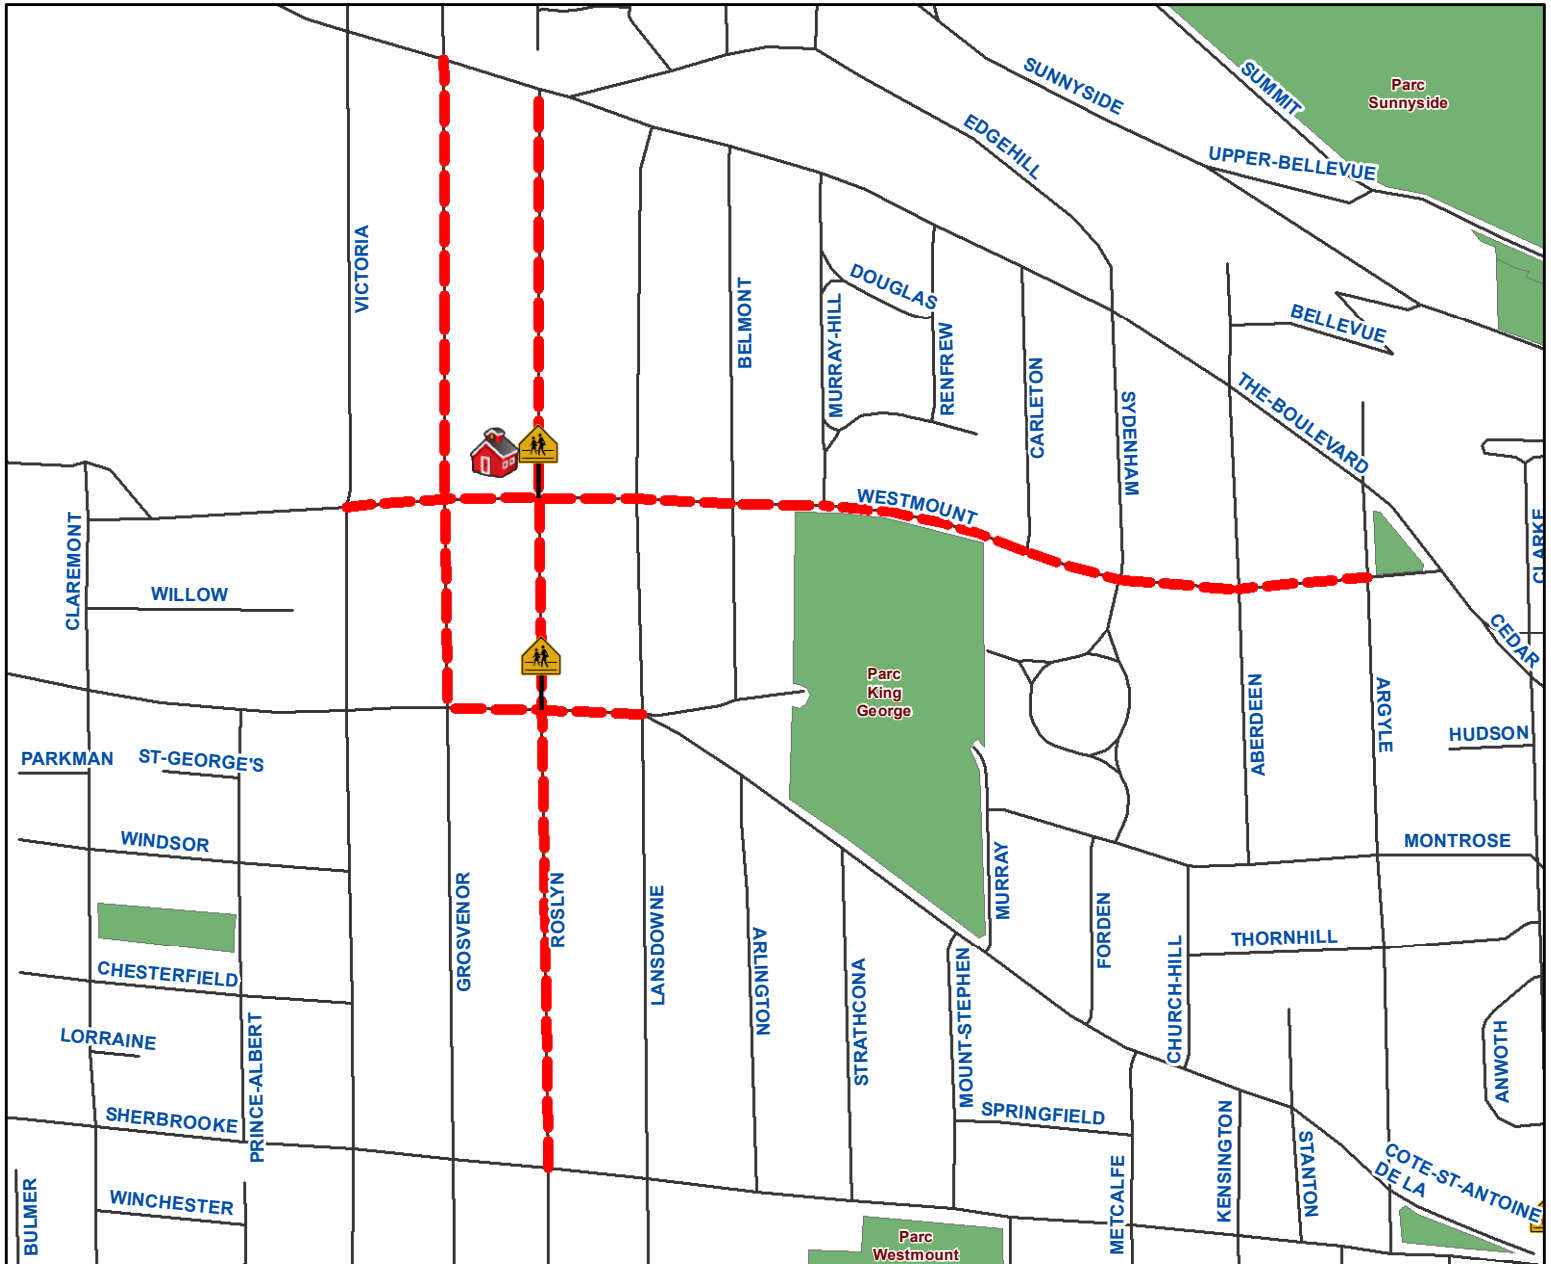 SUNNYSIDE
SUMMIT
Parc
Sunnyside
EDGEHILL
UPPER-BELLEVUE
VICTORIA
DOUGLAS
BELMONT
MURRAY-HILL
RENFREW
BELLEVUE
CARLETON
SYDENHAM
THE-BOULEVARD
WESTMOUNT
CLAREMONT
CLARKE
WILLOW
CEDAR
Parc
King
George
ABERDEEN
ARGYLE
HUDSON
PARKMAN
ST-GEORGE'S
WINDSOR
MONTROSE
GROSVENOR
ROSLYN
LANSDOWNE
MURRAY
FORDEN
ARLINGTON
STRATHCONA
MOUNT-STEPHEN
CHURCH-HILL
THORNHILL
CHESTERFIELD
LORRAINE
PRINCE-ALBERT
ANWOTH
SHERBROOKE
SPRINGFIELD
KENSINGTON
STANTON
COTE-ST-ANTOINE
DE LA
METCALFE
BULMER
WINCHESTER
Parc
Westmount